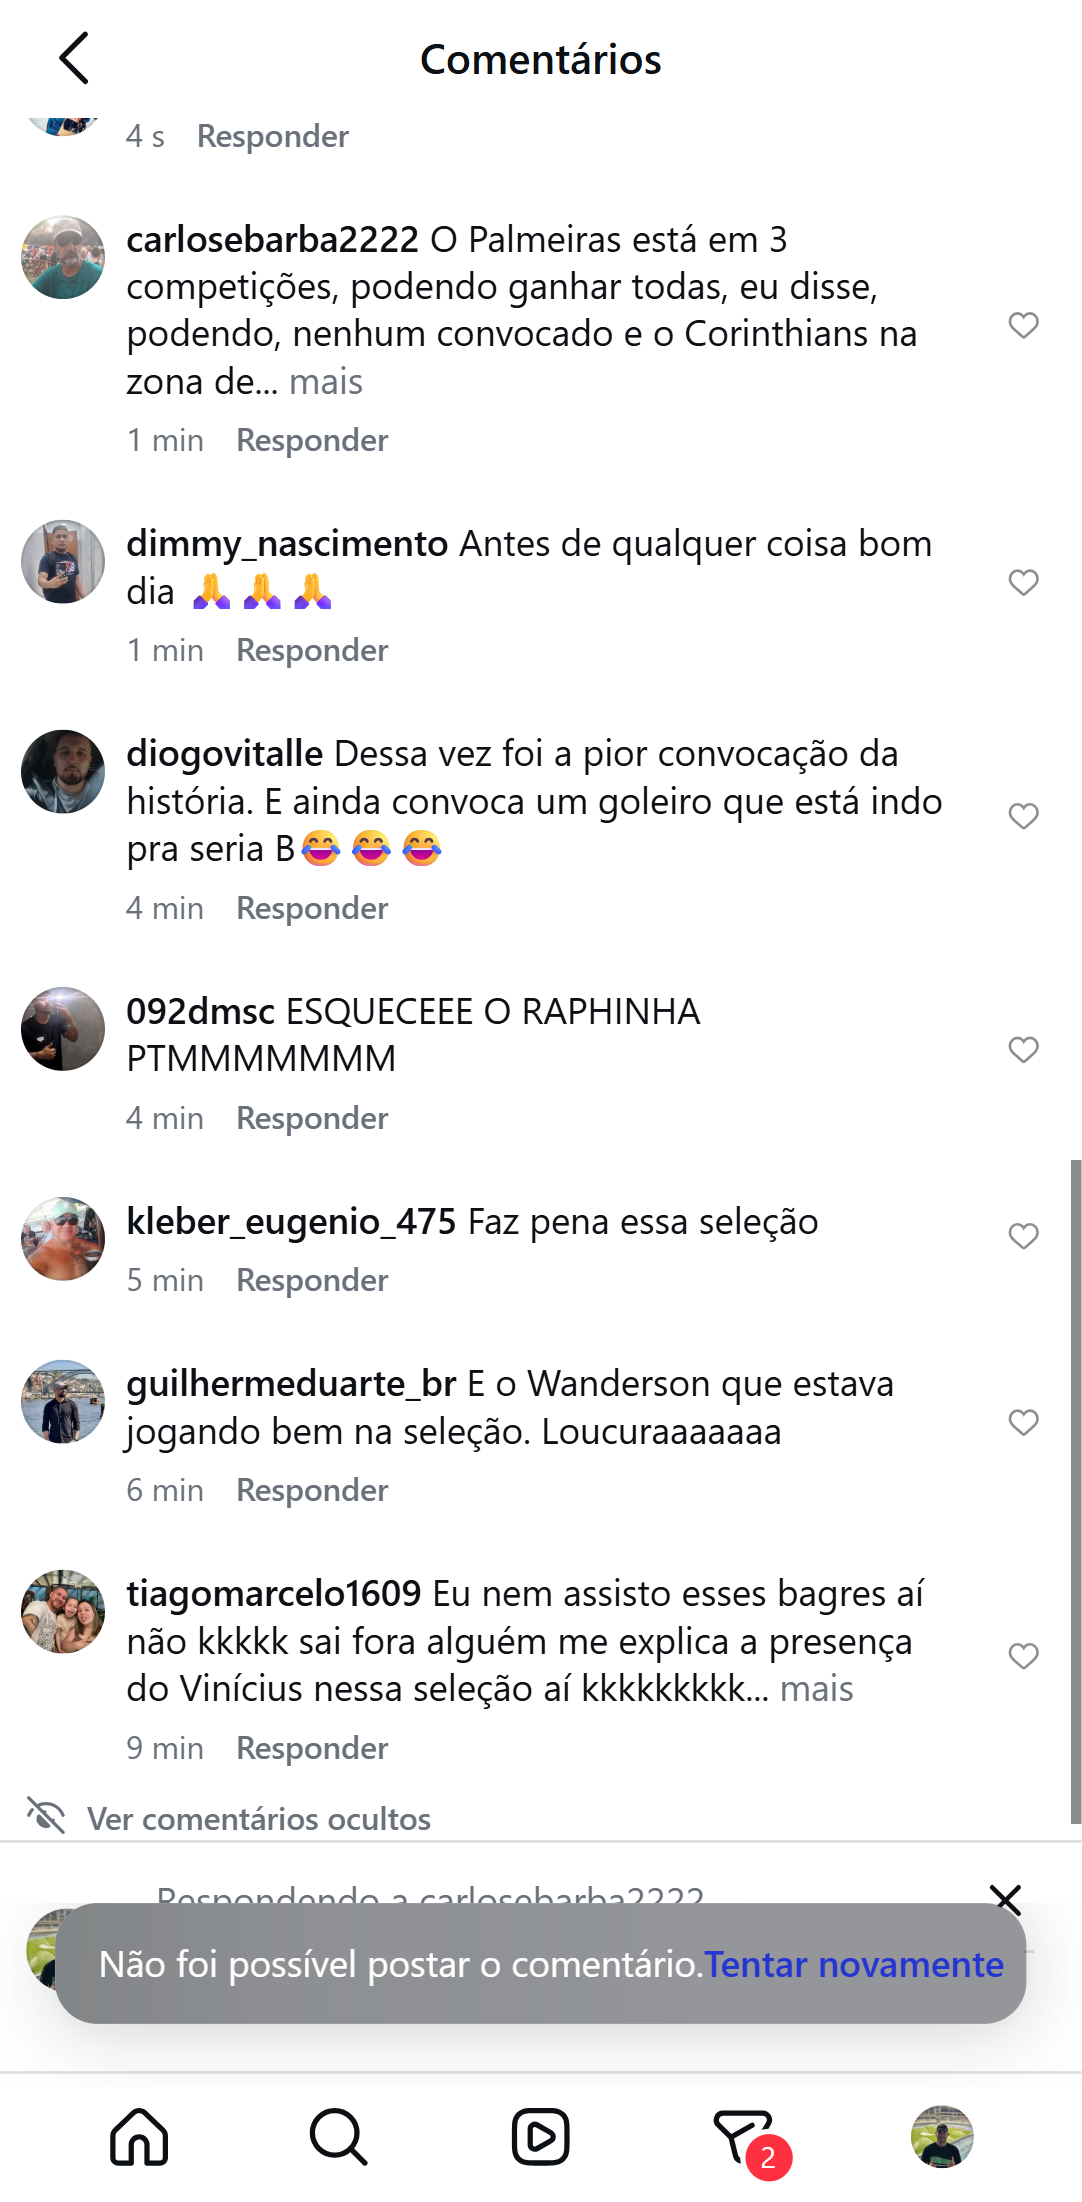 Comentários
4 s Responder
carlosebarba2222 O Palmeiras está em 3
competições, podendo ganhar todas, eu disse,
podendo, nenhum convocado e o Corinthians na
zona de... mais
1 min Responder
dimmy_nascimento Antes de qualquer coisa bom
dia 🙏🙏🙏
1 min Responder
diogovitalle Dessa vez foi a pior convocação da
história. E ainda convoca um goleiro que está indo
pra seria B😂😂😂
4 min Responder
092dmsc ESQUECEEE O RAPHINHA
PTMMMMMMM
4 min Responder
kleber_eugenio_475 Faz pena essa seleção
5 min Responder
guilhermeduarte_br E o Wanderson que estava
jogando bem na seleção. Loucuraaaaaaa
6 min Responder
tiagomarcelo1609 Eu nem assisto esses bagres aí
não kkkkk sai fora alguém me explica a presença
do Vinícius nessa seleção aí kkkkkkkkk... mais
9 min Responder
Ver comentários ocultos
Respondendo a carlosebarba2222
Não foi possível postar o comentário.Tentar novamente
2